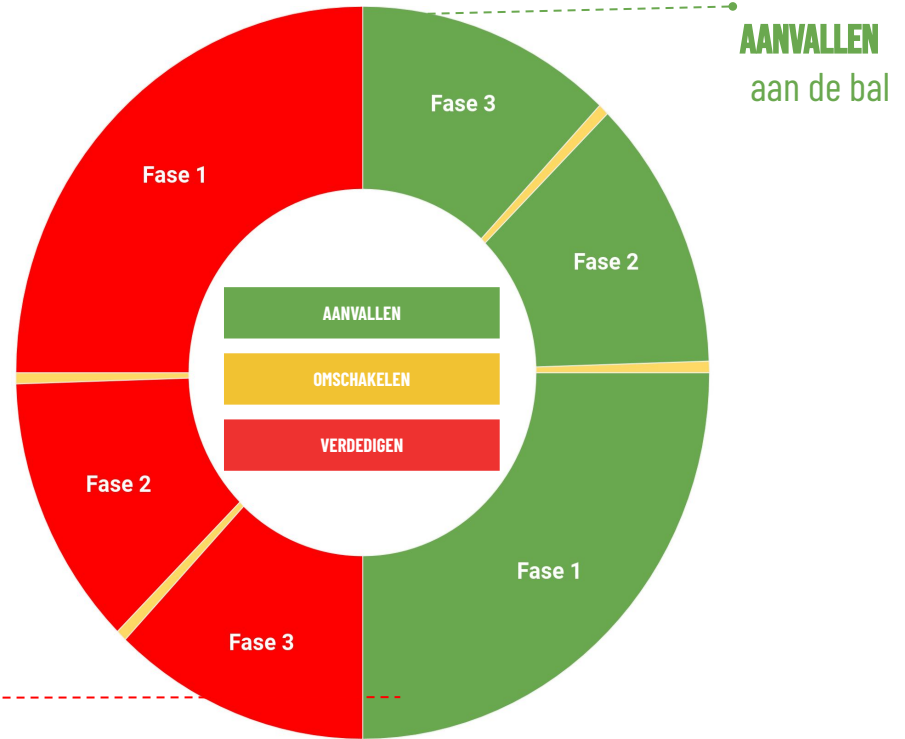 AANVALLEN
aan de bal
Fase 3
Fase 1
Fase 2
AANVALLEN
OMSCHAKELEN
VERDEDIGEN
Fase 2
Fase 1
Fase 3